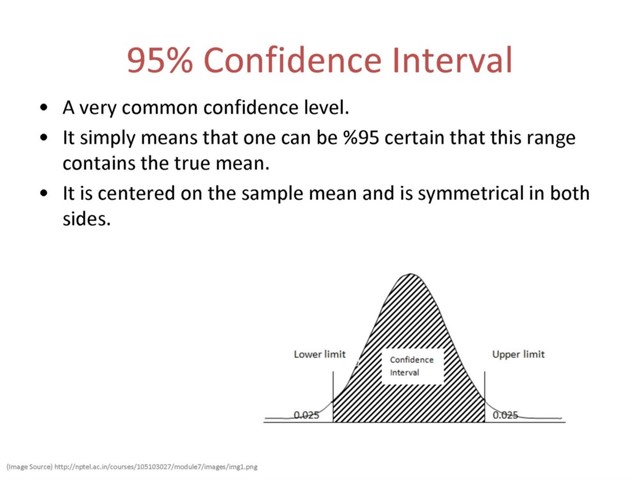 95% Confidence Interval
• A very common confidence level.
• It simply means that one can be %95 certain that this range
contains the true mean.
• It is centered on the sample mean and is symmetrical in both
sides.
Lower limit
Upper limit
Confidence
Interval
0.025
0.025
(Image Source) http://nptel.ac.in/courses/105103027/module7/images/img1.png